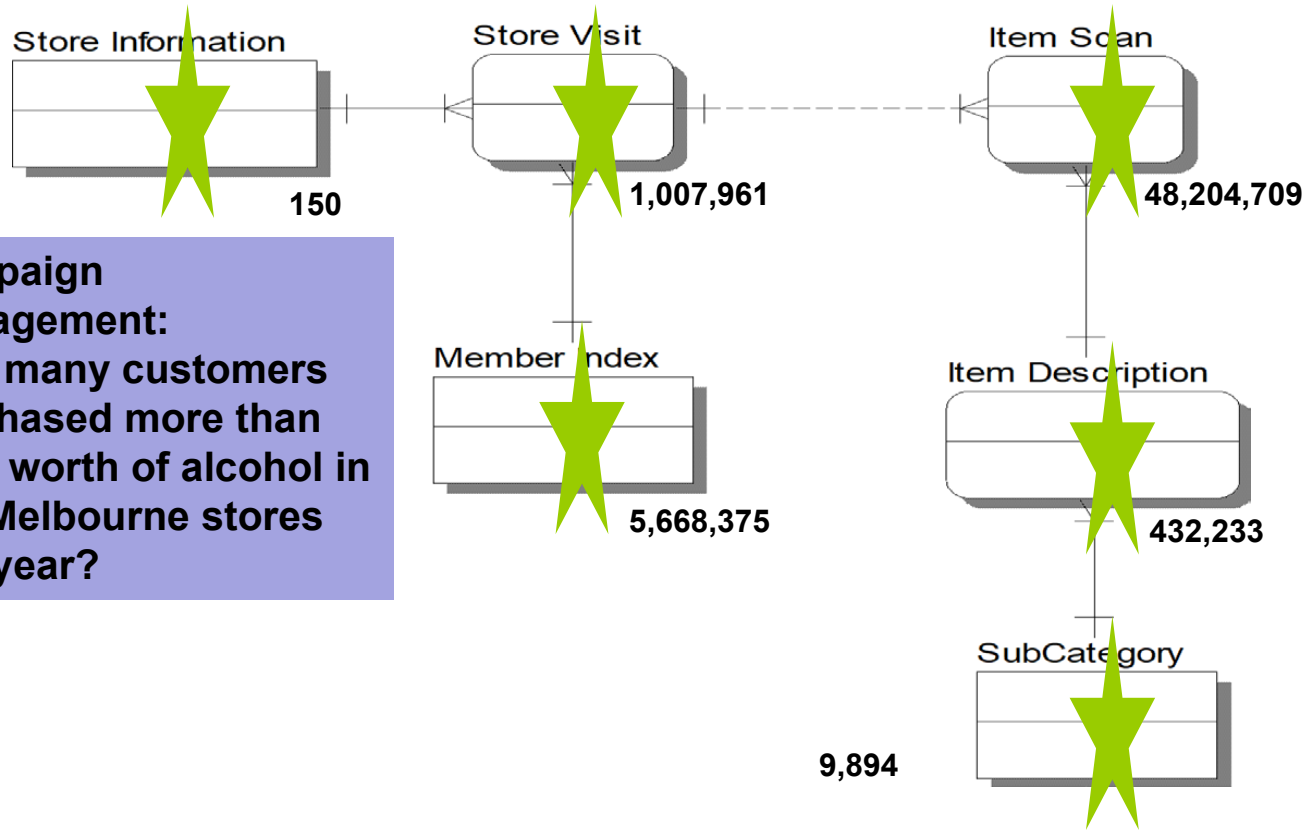 Store Information
Store Visit
Item Scan
150
1,007,961
48,204,709
paign
agement:
many customers
hased more than
worth of alcohol in
Melbourne stores
year?
Member Index
5,668,375
Item Description
432,233
SubCategory
9,894